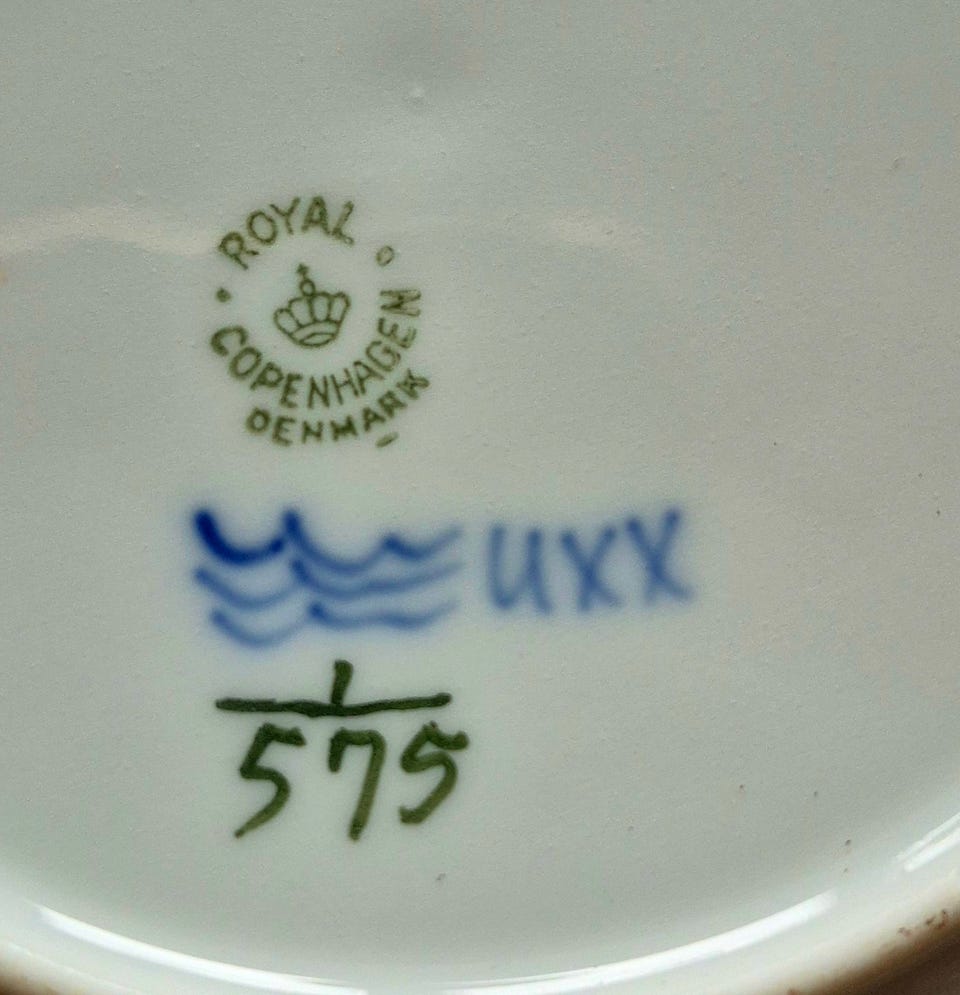 ROYAL
COPENHAGEN
DENMARK
UXX
1
575